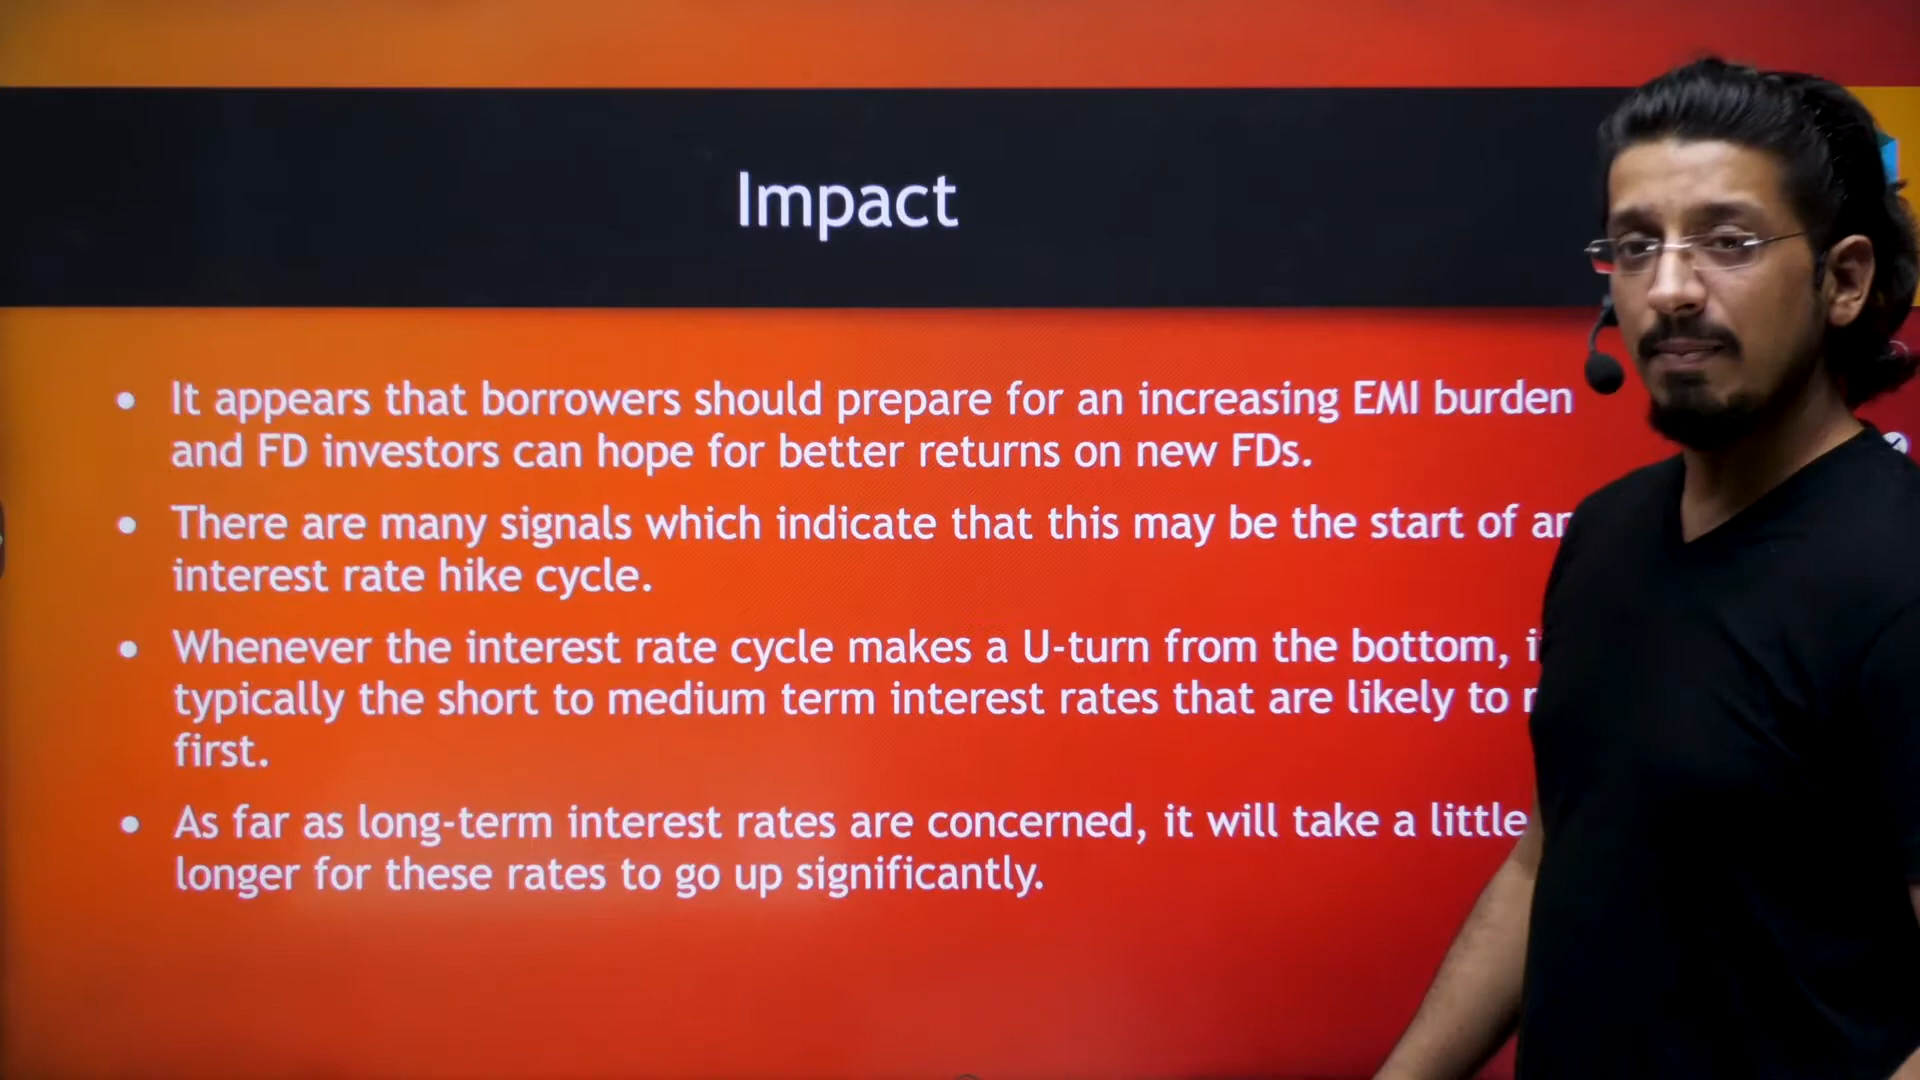 Impact
• It appears that borrowers should prepare for an increasing EMI burden
and FD investors can hope for better returns on new FDs.
• There are many signals which indicate that this may be the start of
interest rate hike cycle.
• Whenever the interest rate cycle makes a U-turn from the bottom,
typically the short to medium term interest rates that are likely to
first.
• As far as long-term interest rates are concerned, it will take a little
longer for these rates to go up significantly.